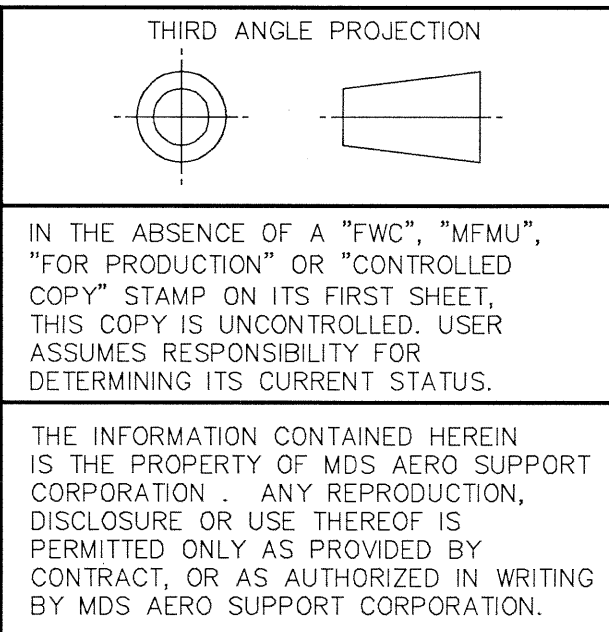 THIRD ANGLE PROJECTION
IN THE ABSENCE OF A "FWC", "MFMU",
"FOR PRODUCTION" OR "CONTROLLED
COPY" STAMP ON ITS FIRST SHEET,
THIS COPY IS UNCONTROLLED. USER
ASSUMES RESPONSIBILITY FOR
DETERMINING ITS CURRENT STATUS.
THE INFORMATION CONTAINED HEREIN
IS THE PROPERTY OF MDS AERO SUPPORT
CORPORATION . ANY REPRODUCTION,
DISCLOSURE OR USE THEREOF IS
PERMITTED ONLY AS PROVIDED BY
CONTRACT, OR AS AUTHORIZED IN WRITING
BY MDS AERO SUPPORT CORPORATION.